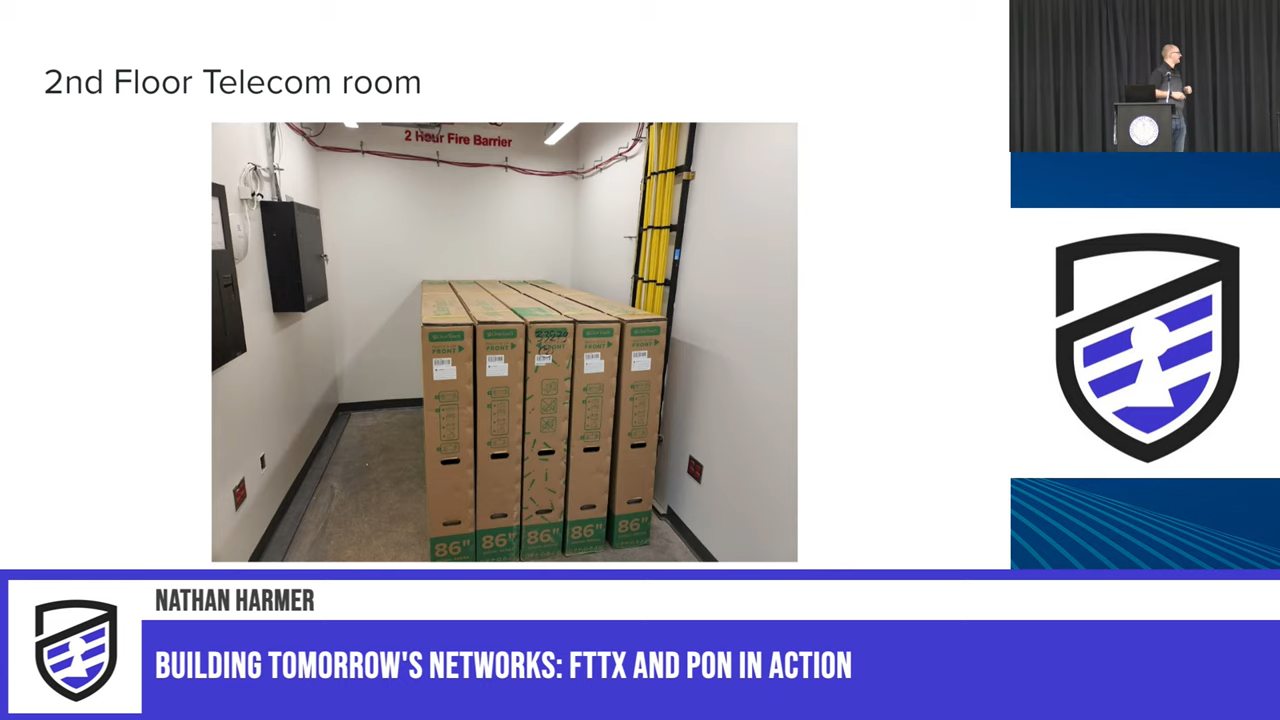 2nd Floor Telecom room
2 Hour Fire Barrier
FRONT
FRONT
FRONT
FRONT
86"
86"
86"
86"
86"
NATHAN HARMER
BUILDING TOMORROW'S NETWORKS: FTTX AND PON IN ACTION